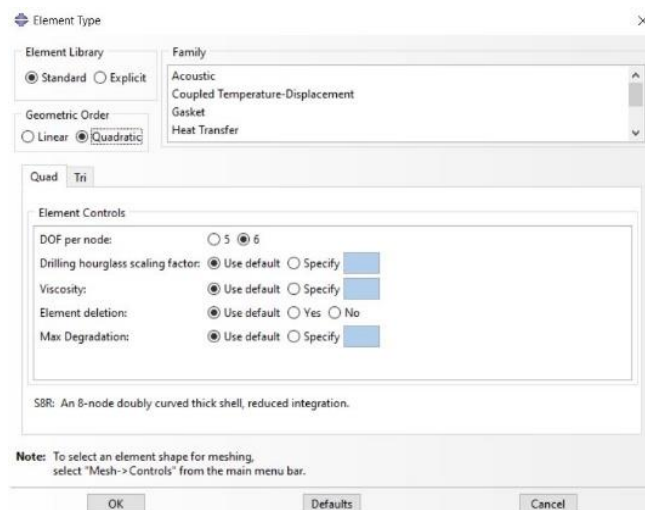 Element Type
Element Library
Standard Explicit
Geometric Order
Linear Quadratic
Family
Acoustic
Coupled Temperature-Displacement
Gasket
Heat Transfer
Quad Tri
Element Controls
DOF per node: 5 6
Drilling hourglass scaling factor: Use default Specify
Viscosity: Use default Specify
Element deletion: Use default Yes No
Max Degradation: Use default Specify
S8R: An 8-node doubly curved thick shell, reduced integration.
Note: To select an element shape for meshing,
select "Mesh->Controls" from the main menu bar.
OK Defaults Cancel